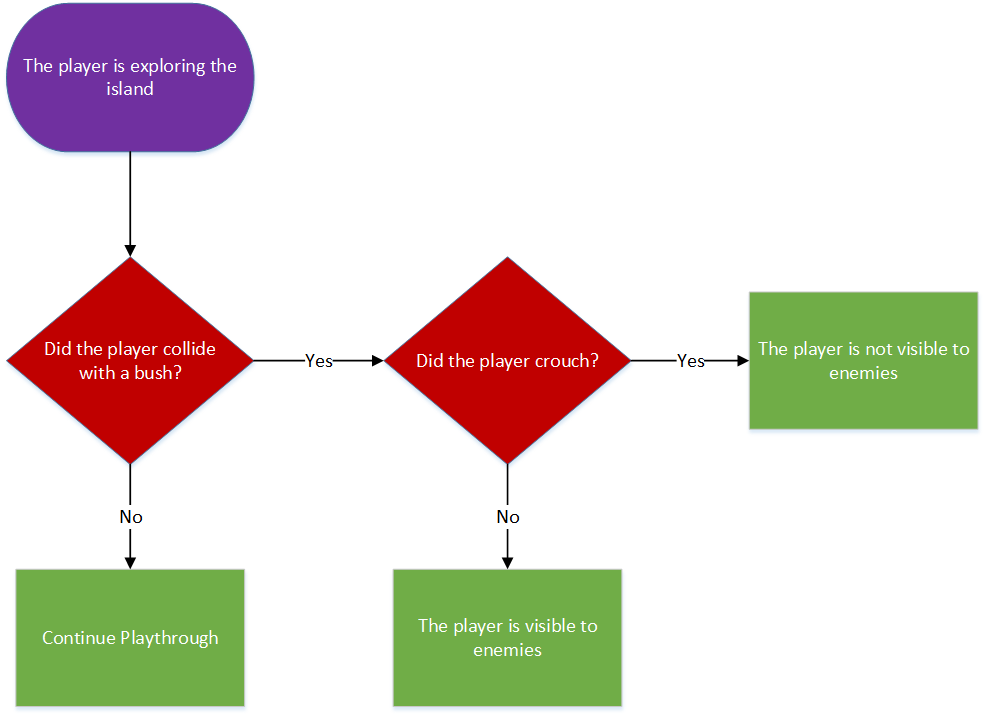 The player is exploring the
island
Did the player collide
with a bush?
Yes
Did the player crouch?
Yes
The player is not visible to
enemies
No
No
Continue Playthrough
The player is visible to
enemies